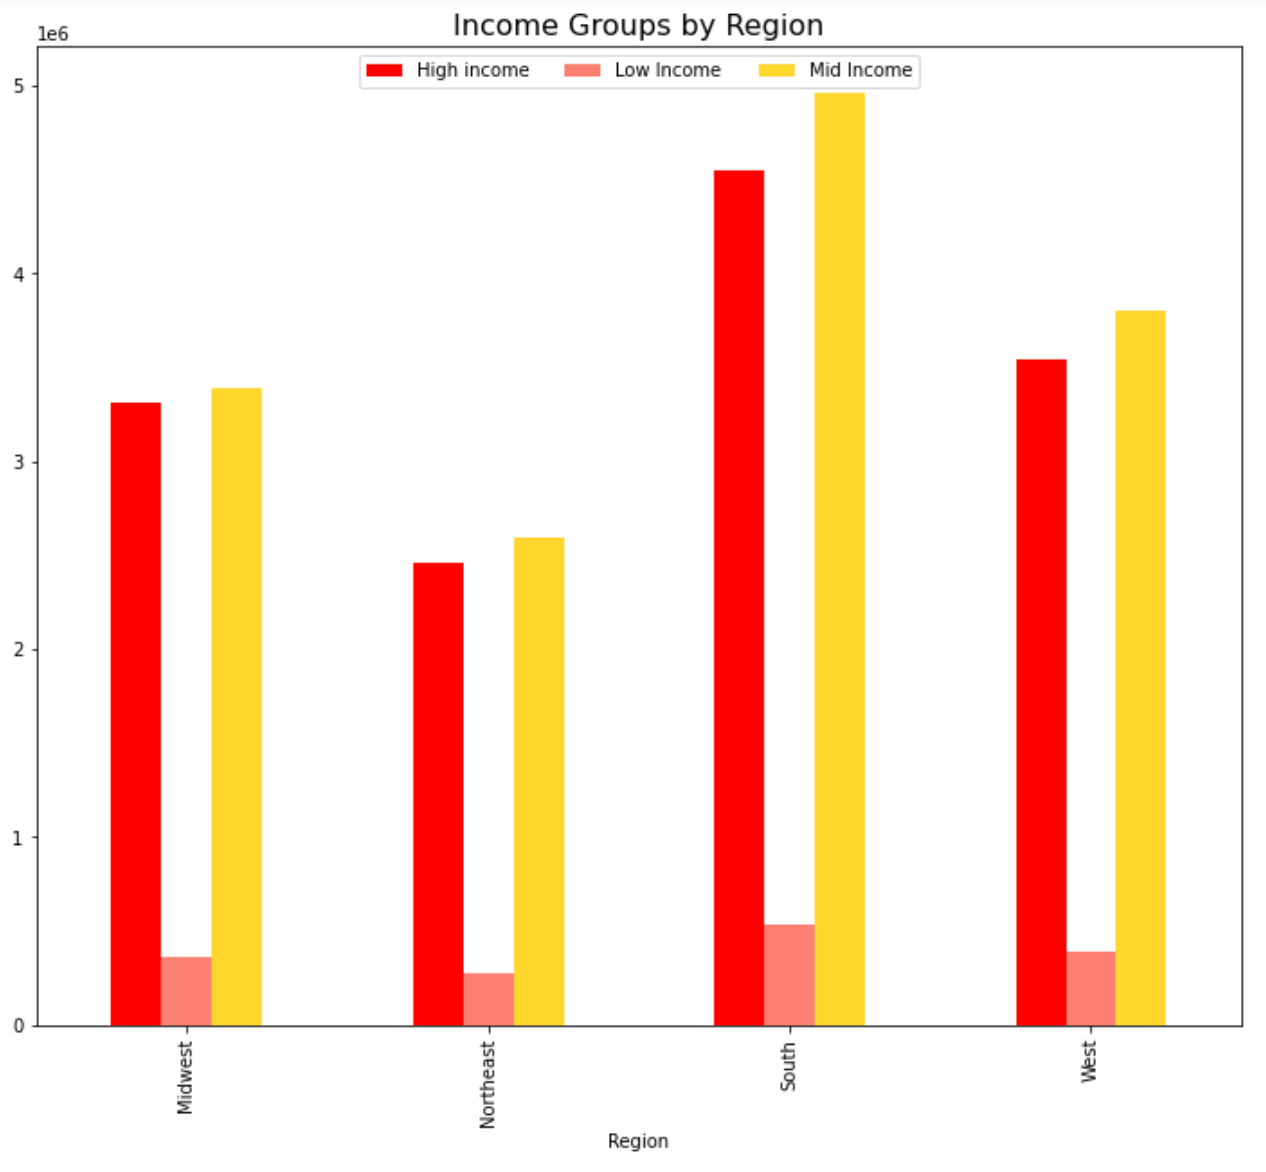 Income Groups by Region
1e6
High income Low Income Mid Income
5
4
3
2
1
0
Midwest Northeast South West
Region